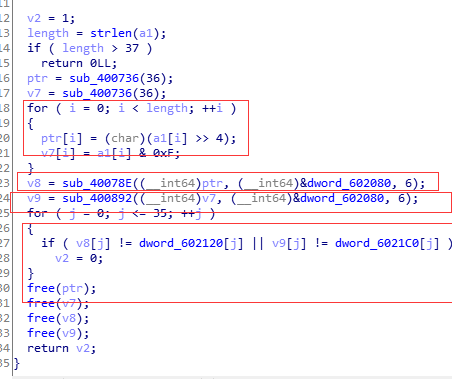 11
12 v2 = 1;
13 length = strlen(a1);
14 if ( length > 37 )
15 return 0LL;
16 ptr = sub_400736(36);
17 v7 = sub_400736(36);
18 for ( i = 0; i < length; ++i )
19 {
20 ptr[i] = (char)(a1[i] >> 4);
21 v7[i] = a1[i] & 0xF;
22 }
23 v8 = sub_40078E((__int64)ptr, (__int64)&dword_602080, 6);
24 v9 = sub_400892((__int64)v7, (__int64)&dword_602080, 6);
25 for ( j = 0; j <= 35; ++j )
26 {
27 if ( v8[j] != dword_602120[j] || v9[j] != dword_6021C0[j] )
28 v2 = 0;
29 }
30 free(ptr);
31 free(v7);
32 free(v8);
33 free(v9);
34 return v2;
35 }